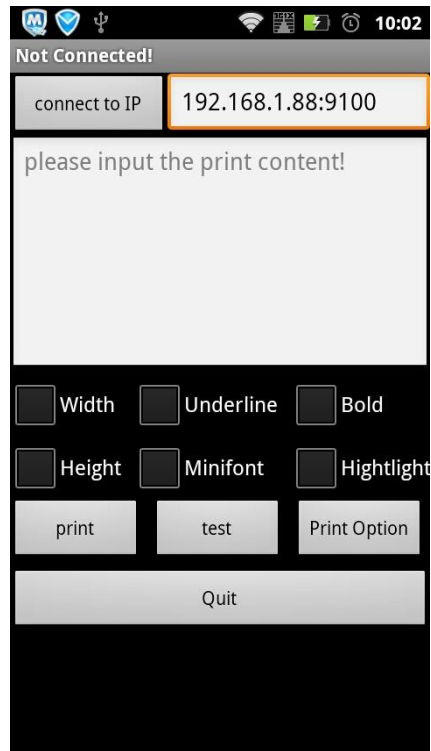 10:02
Not Connected!
connect to IP 192.168.1.88:9100
please input the print content!
Width Underline Bold
Height Minifont Hightlight
print test Print Option
Quit